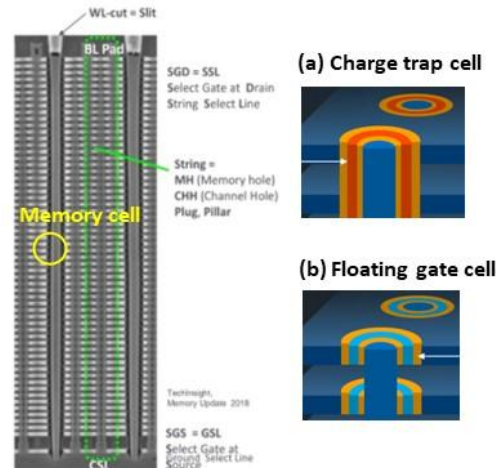 WL-cut = Slit
BL Pad
SGD = SSL
Select Gate at Drain
String Select Line
String =
MH (Memory hole)
CHH (Channel Hole)
Plug, Pillar
Memory cell
TechInsight,
Memory Update 2018
SGS = GSL
Select Gate at
Ground Select Line
Source
CSL
(a) Charge trap cell
(b) Floating gate cell